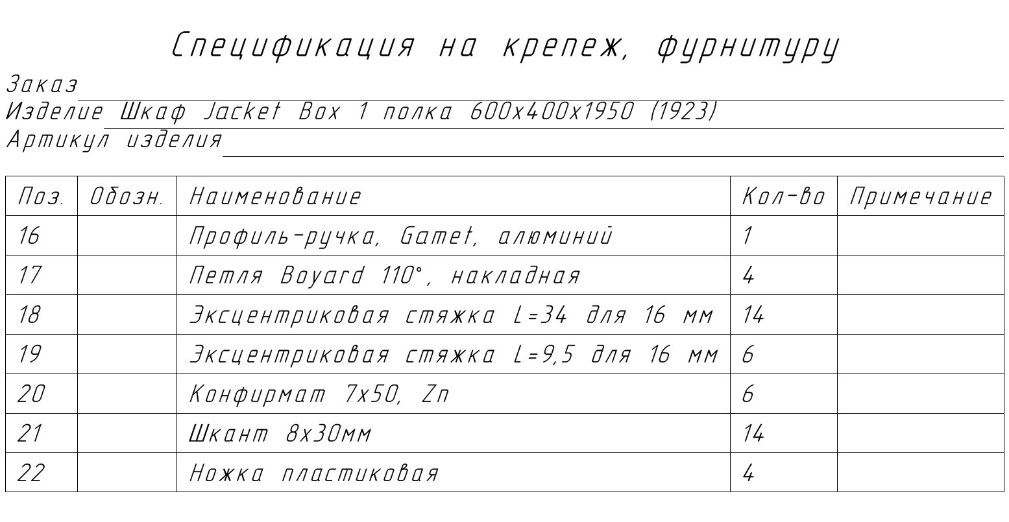 Спецификация на крепеж, фурнитуру
Заказ
Изделие Шкаф Jacket Box 1 полка 600х400х1950 (1923)
Артикул изделия
Поз. Обозн. Наименование Кол-во Примечание
16 Профиль-ручка, Gamet, алюминий 1
17 Петля Boyard 110°, накладная 4
18 Эксцентриковая стяжка L=34 для 16 мм 14
19 Эксцентриковая стяжка L=9,5 для 16 мм 6
20 Конфирмат 7х50, Zn 6
21 Шкант 8х30мм 14
22 Ножка пластиковая 4